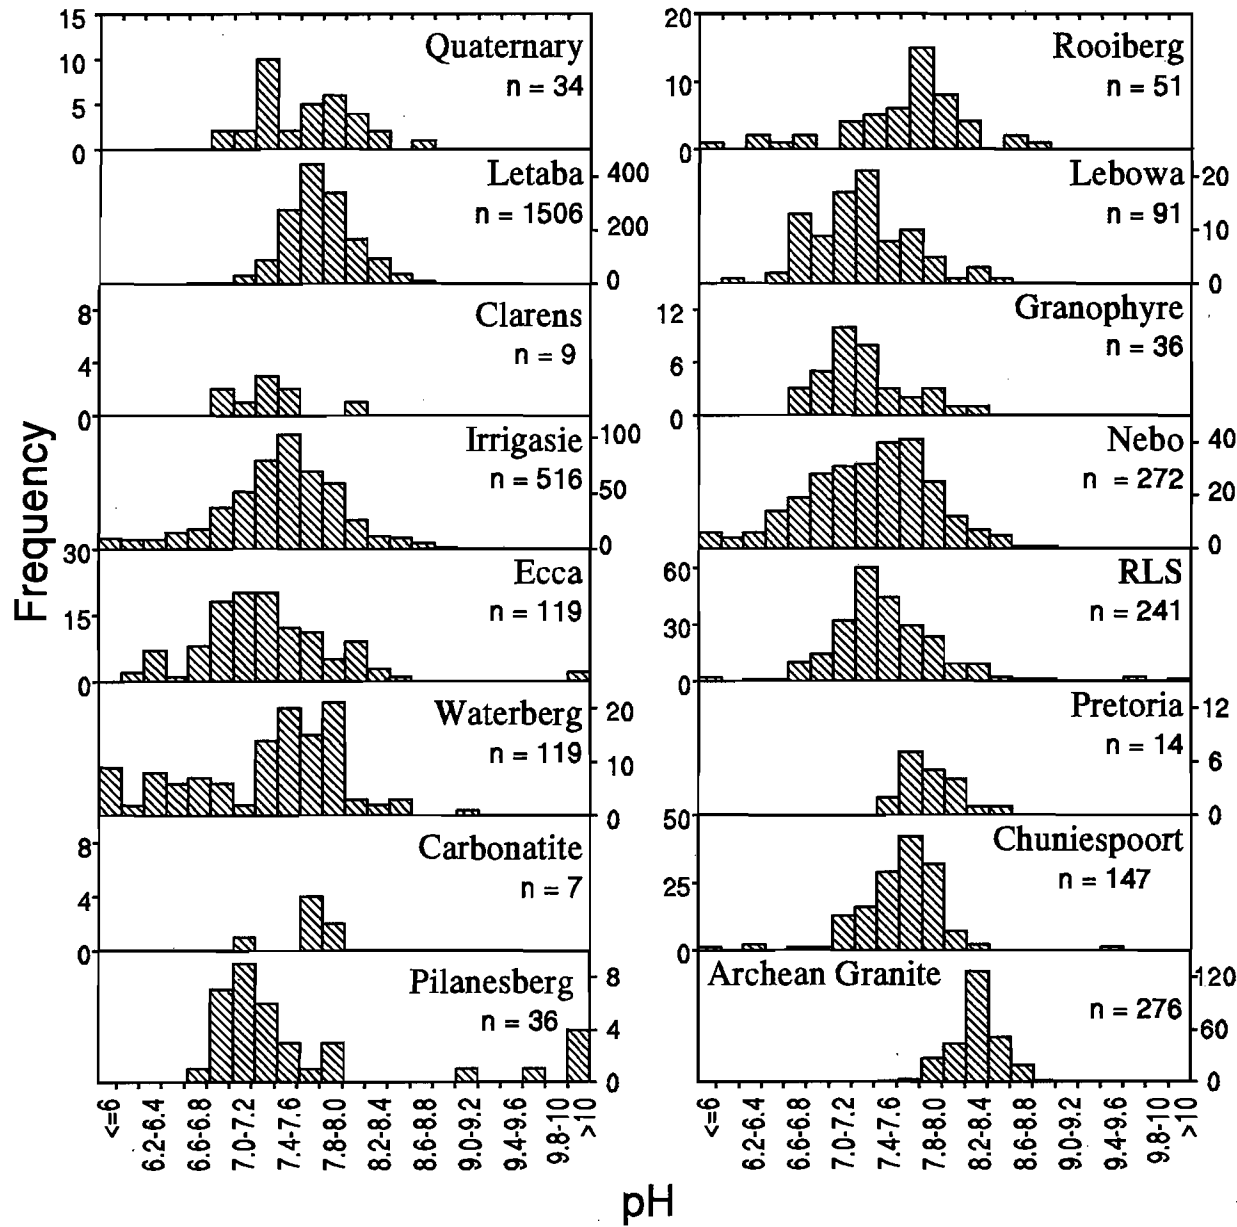 Frequency
15
10
5
0
Quaternary
n = 34
Letaba
n = 1506
400
200
0
8
4
0
Clarens
n = 9
Irrigasie
n = 516
100
50
0
30
15
0
Ecca
n = 119
Waterberg
n = 119
20
10
0
8
4
0
Carbonatite
n = 7
Pilanesberg
n = 36
8
4
0
<=6
6.2-6.4
6.6-6.8
7.0-7.2
7.4-7.6
7.8-8.0
8.2-8.4
8.6-8.8
9.0-9.2
9.4-9.6
9.8-10
>10
20
10
0
Rooiberg
n = 51
Lebowa
n = 91
20
10
0
12
6
0
Granophyre
n = 36
Nebo
n = 272
40
20
0
60
30
0
RLS
n = 241
Pretoria
n = 14
12
6
0
50
25
0
Chuniespoort
n = 147
Archean Granite
n = 276
120
60
0
<=6
6.2-6.4
6.6-6.8
7.0-7.2
7.4-7.6
7.8-8.0
8.2-8.4
8.6-8.8
9.0-9.2
9.4-9.6
9.8-10
>10
pH